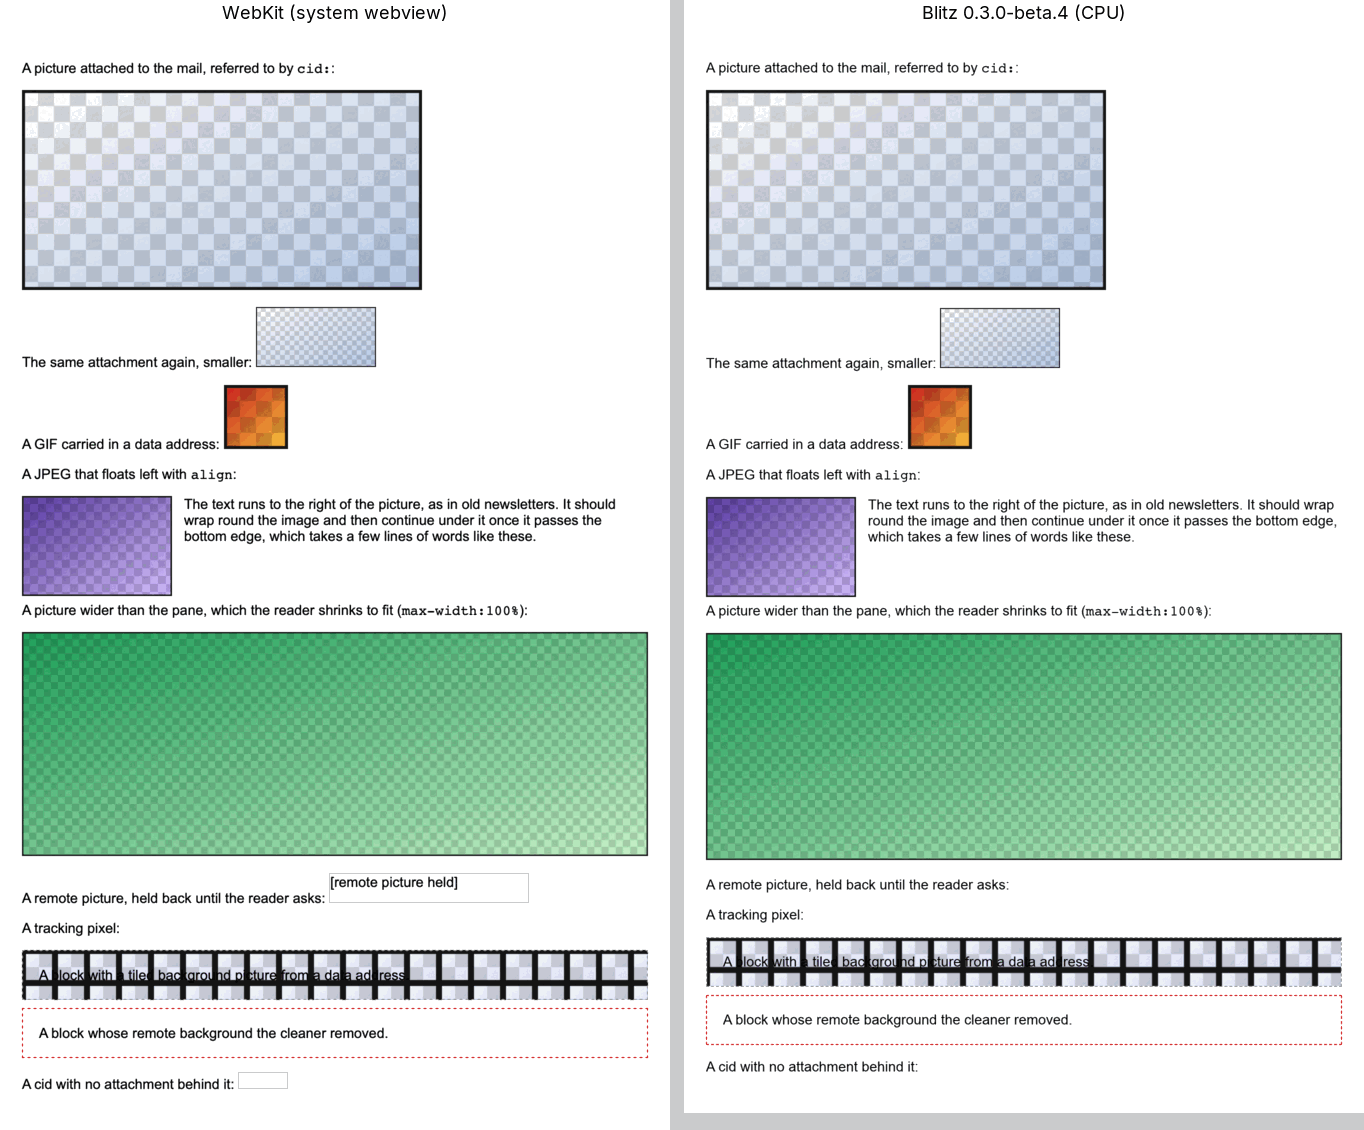 WebKit (system webview)
A picture attached to the mail, referred to by cid::
The same attachment again, smaller:
A GIF carried in a data address:
A JPEG that floats left with align:
The text runs to the right of the picture, as in old newsletters. It should
wrap round the image and then continue under it once it passes the
bottom edge, which takes a few lines of words like these.
A picture wider than the pane, which the reader shrinks to fit (max-width:100%):
A remote picture, held back until the reader asks:
[remote picture held]
A tracking pixel:
A block with a tiled background picture from a data address.
A block whose remote background the cleaner removed.
A cid with no attachment behind it:
Blitz 0.3.0-beta.4 (CPU)
A picture attached to the mail, referred to by cid::
The same attachment again, smaller:
A GIF carried in a data address:
A JPEG that floats left with align:
The text runs to the right of the picture, as in old newsletters. It should wrap
round the image and then continue under it once it passes the bottom edge,
which takes a few lines of words like these.
A picture wider than the pane, which the reader shrinks to fit (max-width:100%):
A remote picture, held back until the reader asks:
A tracking pixel:
A block with a tiled background picture from a data address.
A block whose remote background the cleaner removed.
A cid with no attachment behind it: